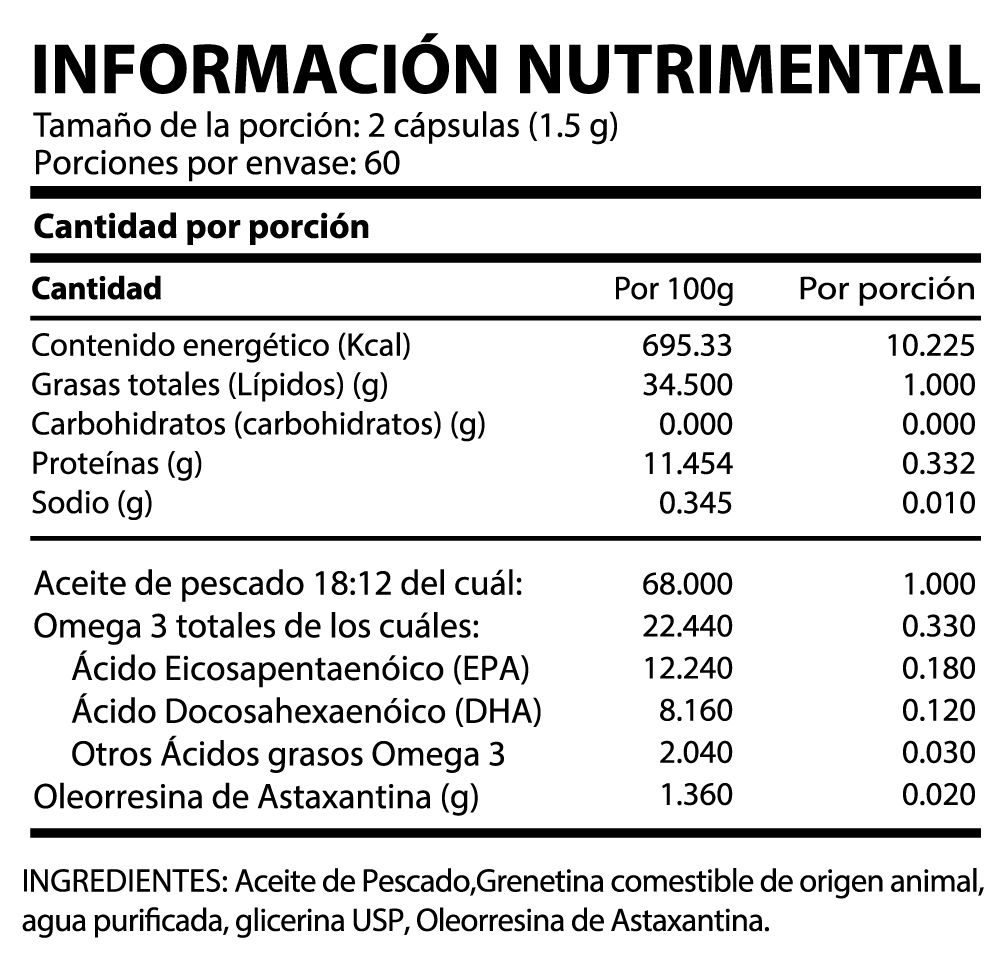 INFORMACIÓN NUTRIMENTAL
Tamaño de la porción: 2 cápsulas (1.5 g)
Porciones por envase: 60
Cantidad por porción
Cantidad Por 100g Por porción
Contenido energético (Kcal) 695.33 10.225
Grasas totales (Lípidos) (g) 34.500 1.000
Carbohidratos (carbohidratos) (g) 0.000 0.000
Proteínas (g) 11.454 0.332
Sodio (g) 0.345 0.010
Aceite de pescado 18:12 del cuál: 68.000 1.000
Omega 3 totales de los cuáles: 22.440 0.330
Ácido Eicosapentaenóico (EPA) 12.240 0.180
Ácido Docosahexaenóico (DHA) 8.160 0.120
Otros Ácidos grasos Omega 3 2.040 0.030
Oleorresina de Astaxantina (g) 1.360 0.020
INGREDIENTES: Aceite de Pescado,Grenetina comestible de origen animal,
agua purificada, glicerina USP, Oleorresina de Astaxantina.